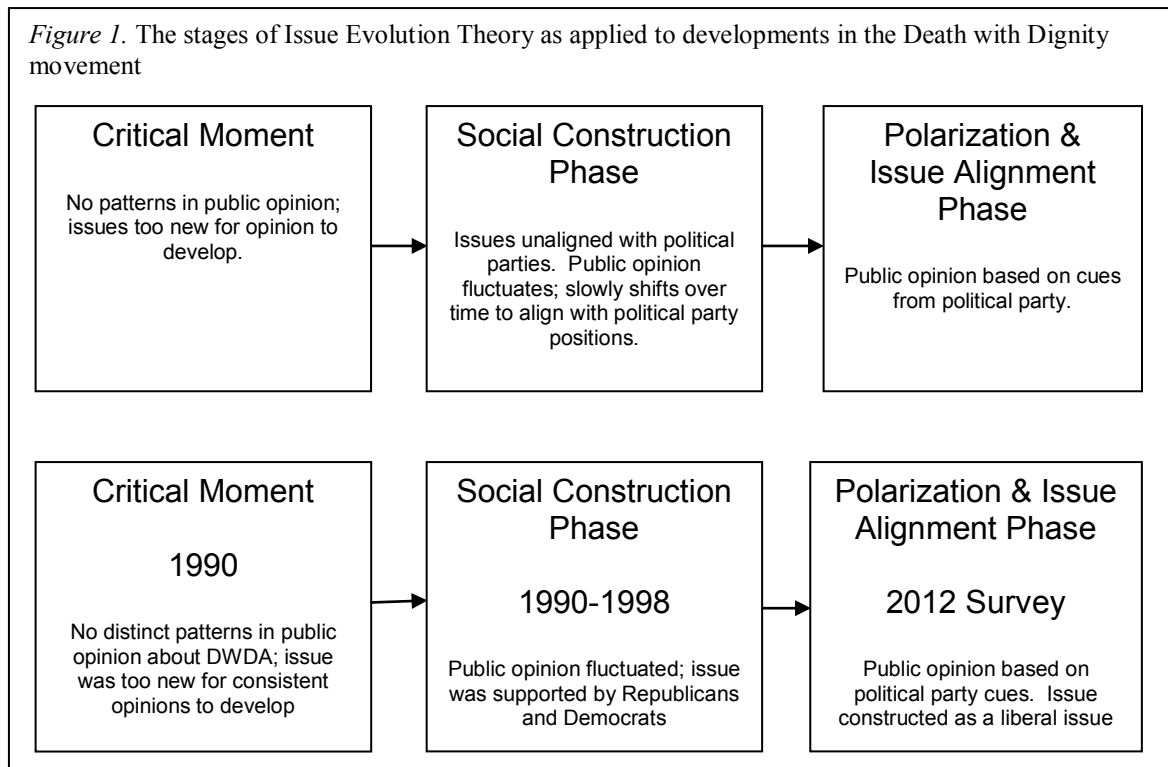 Figure 1. The stages of Issue Evolution Theory as applied to developments in the Death with Dignity
movement
Critical Moment
No patterns in public opinion;
issues too new for opinion to
develop.
Social Construction
Phase
Issues unaligned with political
parties. Public opinion
fluctuates; slowly shifts over
time to align with political party
positions.
Polarization &
Issue Alignment
Phase
Public opinion based on cues
from political party.
Critical Moment
1990
No distinct patterns in public
opinion about DWDA; issue
was too new for consistent
opinions to develop
Social Construction
Phase
1990-1998
Public opinion fluctuated; issue
was supported by Republicans
and Democrats
Polarization & Issue
Alignment Phase
2012 Survey
Public opinion based on
political party cues. Issue
constructed as a liberal issue